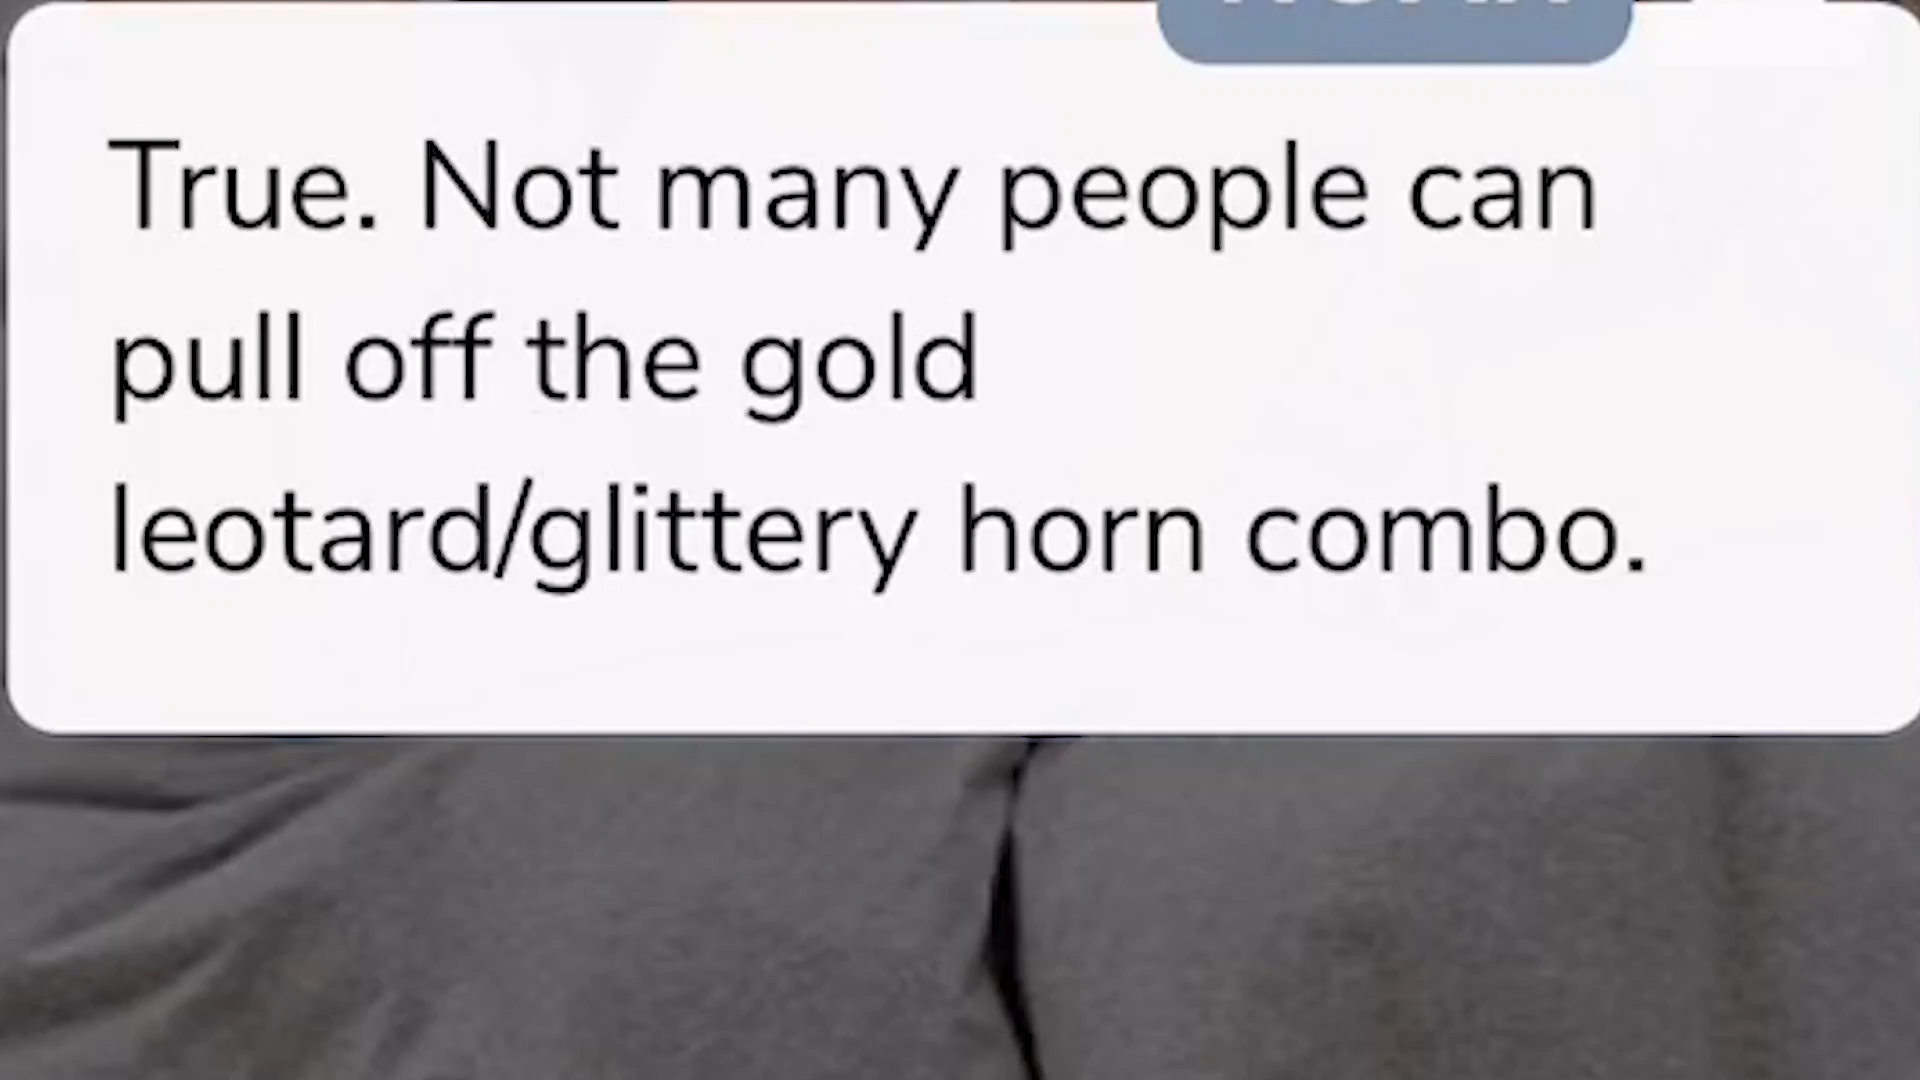 True. Not many people can
pull off the gold
leotard/glittery horn combo.